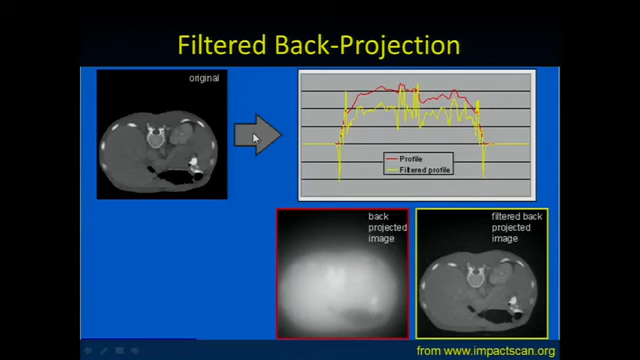 Filtered Back-Projection
original
Profile
Filtered profile
back
projected
image
filtered back
projected
image
from www.impactscan.org